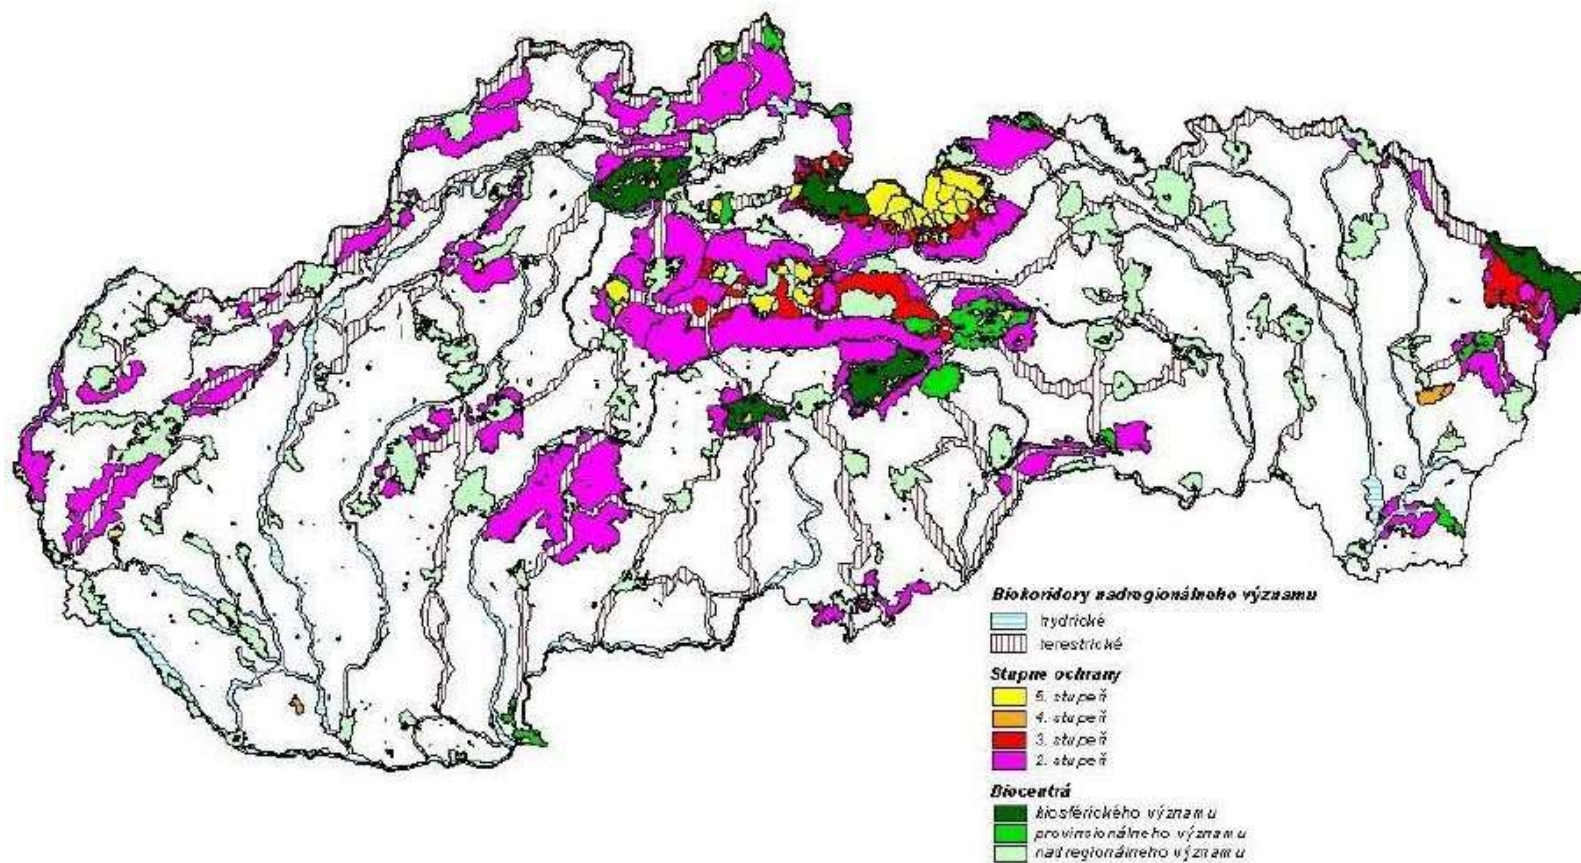 Biokoridory nadregionálneho významu
hydrické
terestrické
Stupne ochrany
5. stupeň
4. stupeň
3. stupeň
2. stupeň
Biocentrá
biosférického významu
provincionálneho významu
nadregionálneho významu